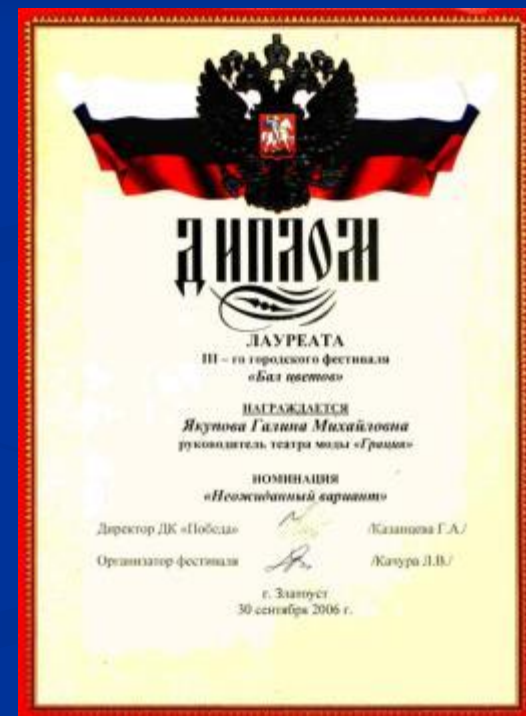 ДИПЛОМ
ЛАУРЕАТА
III – го городского фестиваля
«Бал цветов»
НАГРАЖДАЕТСЯ
Якупова Галина Михайловна
руководитель театра моды «Грация»
НОМИНАЦИЯ
«Неожиданный вариант»
Директор ДК «Победа» /Казанцева Г.А./
Организатор фестиваля /Качура Л.В./
г. Златоуст
30 сентября 2006 г.